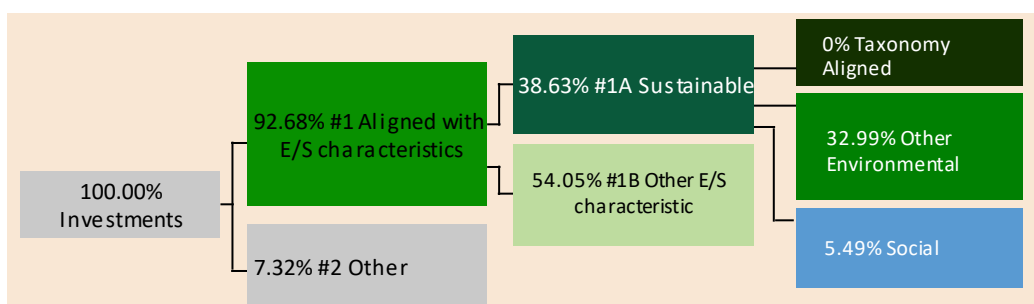 100.00%
Investments
92.68% #1 Aligned with
E/S characteristics
7.32% #2 Other
38.63% #1A Sustainable
54.05% #1B Other E/S
characteristic
0% Taxonomy
Aligned
32.99% Other
Environmental
5.49% Social